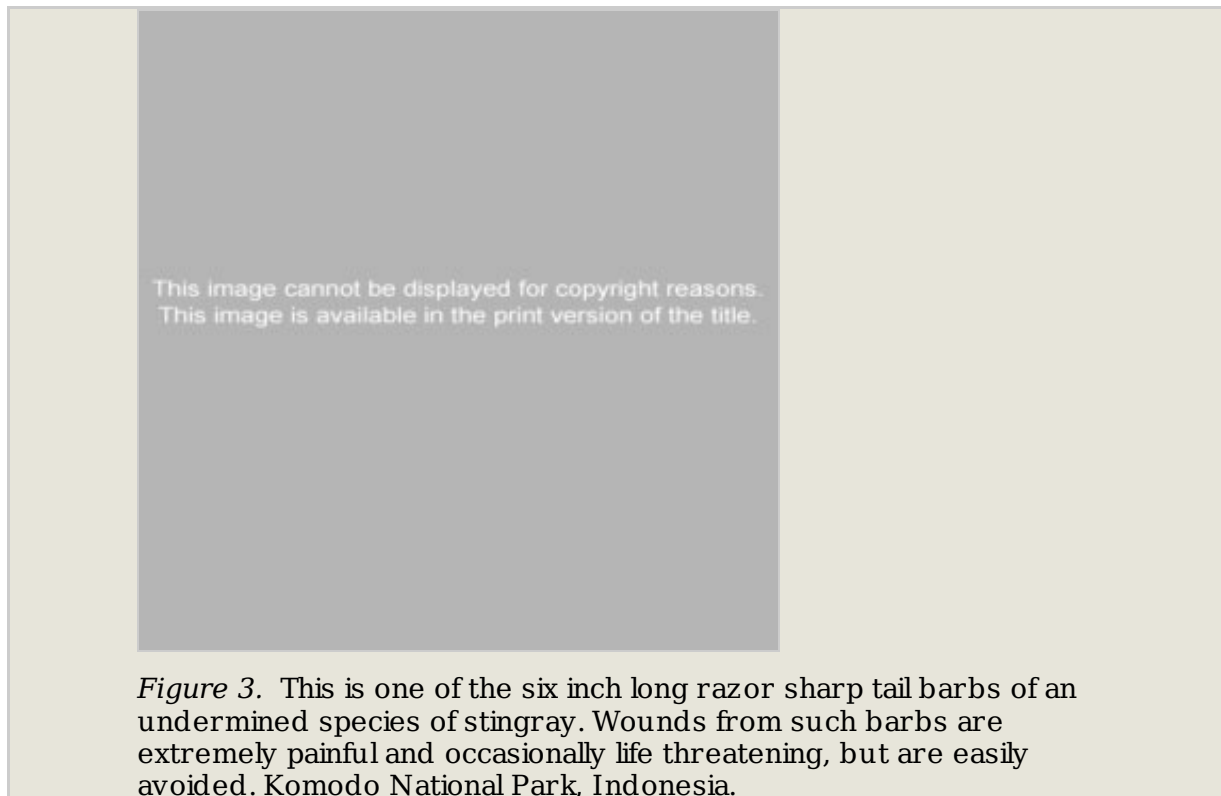 This image cannot be displayed for copyright reasons.
This image is available in the print version of the title.
Figure 3. This is one of the six inch long razor sharp tail barbs of an
undermined species of stingray. Wounds from such barbs are
extremely painful and occasionally life threatening, but are easily
avoided. Komodo National Park, Indonesia.